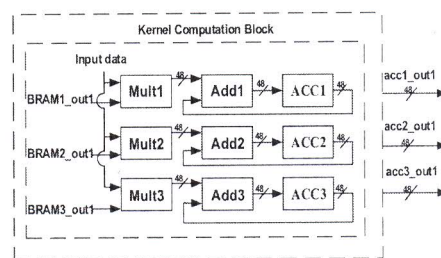 Kernel Computation Block
Input data
BRAM1_out1
Mult1
48
Add1
48
ACC1
48
acc1_out1
48
BRAM2_out1
Mult2
48
Add2
48
ACC2
48
acc2_out1
48
BRAM3_out1
Mult3
48
Add3
48
ACC3
48
acc3_out1
48